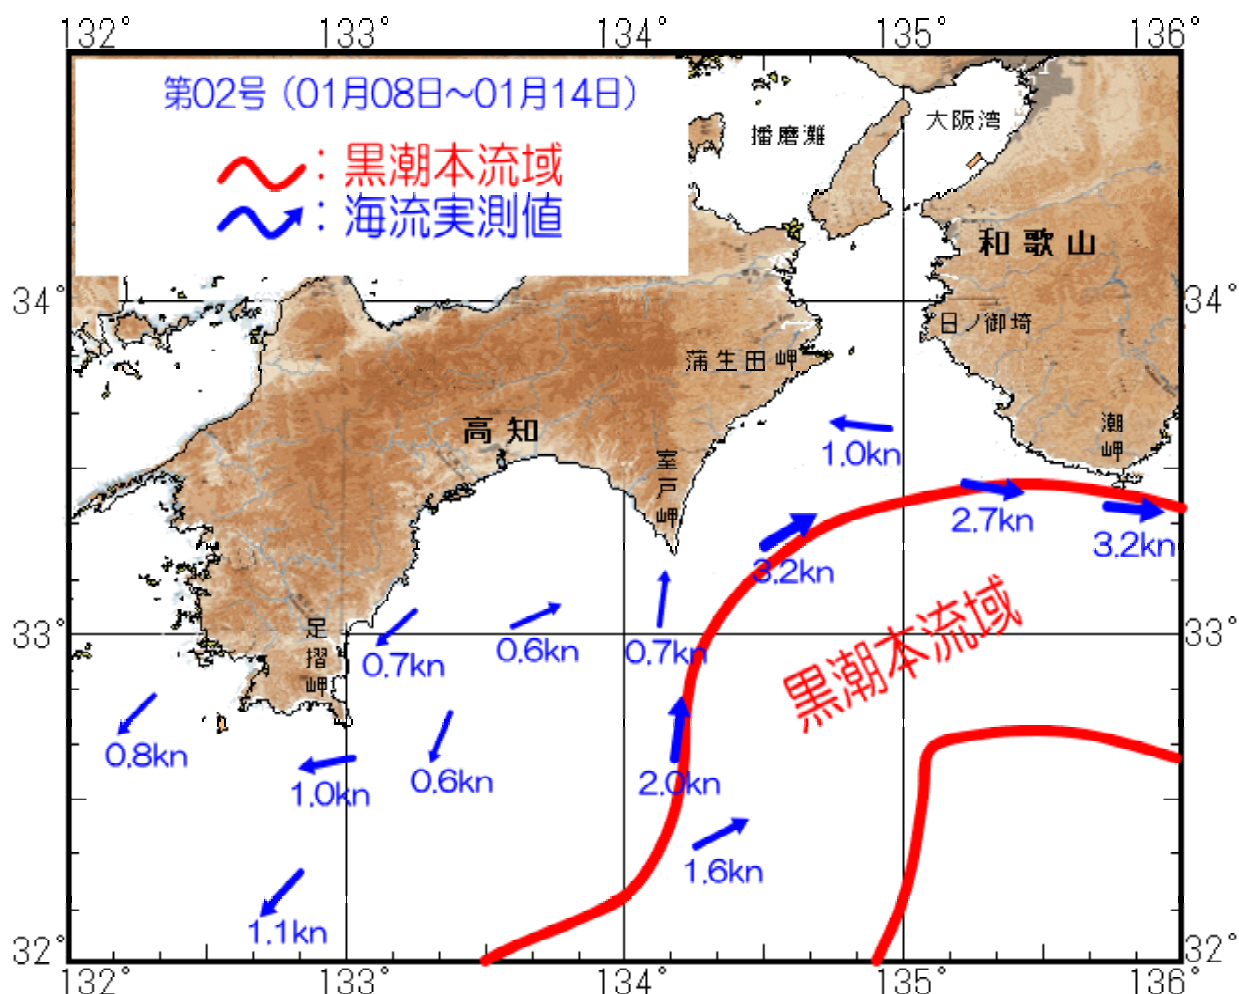 132° 133° 134° 135° 136°
第02号（01月08日～01月14日）
：黒潮本流域
：海流実測値
播磨灘
大阪湾
和歌山
34° 34°
日ノ御埼
蒲生田岬
潮岬
高知
室戸岬
1.0kn
2.7kn
3.2kn
3.2kn
黒潮本流域
33° 33°
足摺岬
0.7kn
0.6kn
0.7kn
0.8kn
1.0kn
0.6kn
2.0kn
1.6kn
1.1kn
32° 32°
132° 133° 134° 135° 136°